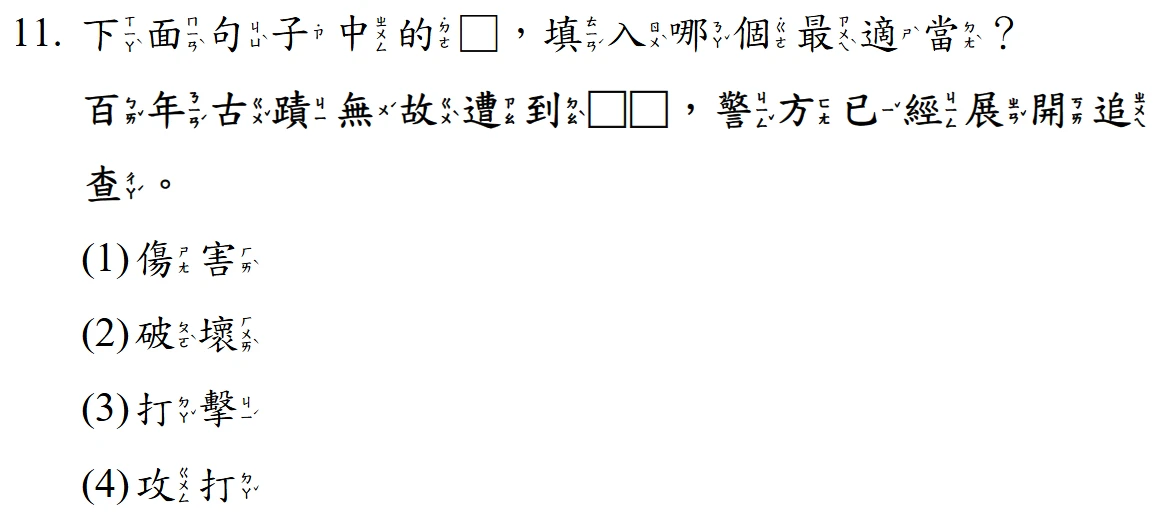 11. 下面句子中的□，填入哪個最適當？
百年古蹟無故遭到□□，警方已經展開追
查。
(1)傷害
(2)破壞
(3)打擊
(4)攻打